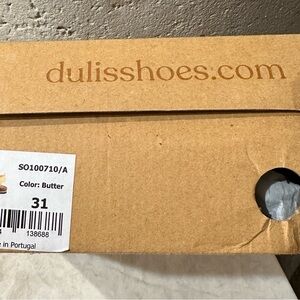 dulisshoes.com
SO100710/A
Color: Butter
31
138688
in Portugal